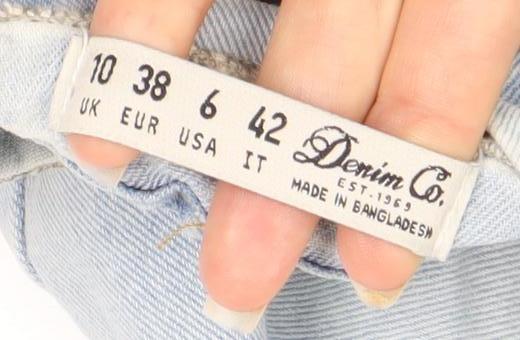 10 38 6 42
UK EUR USA IT
Denim Co.
EST. 1969
MADE IN BANGLADESH